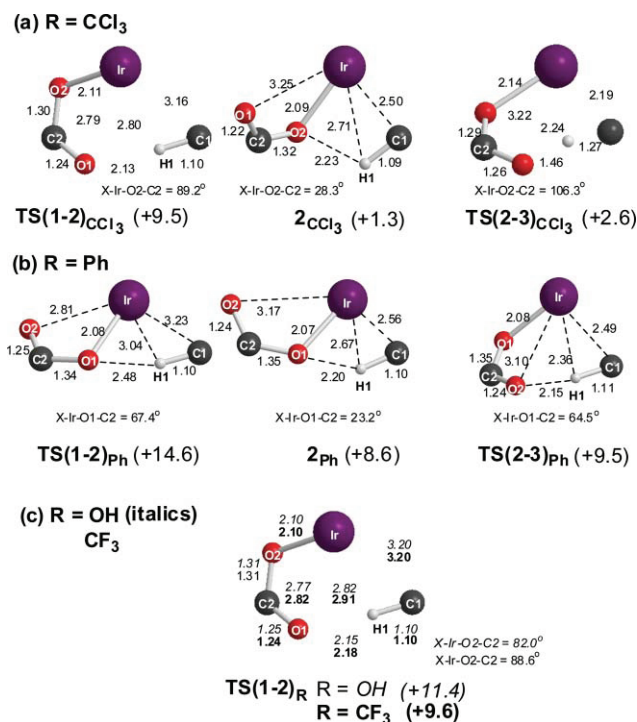 (a) R = CCl3
Ir
O2
2.11
3.16
1.30
2.79
2.80
C2
C1
1.24
O1
2.13
H1
1.10
X-Ir-O2-C2 = 89.2°
TS(1-2)CCl3 (+9.5)
Ir
3.25
O1
2.09
2.50
O2
2.71
1.22
C2
1.32
2.23
C1
H1
1.09
X-Ir-O2-C2 = 28.3°
2CCl3 (+1.3)
2.14
2.19
3.22
1.29
2.24
C2
1.27
1.26
1.46
X-Ir-O2-C2 = 106.3°
TS(2-3)CCl3 (+2.6)
(b) R = Ph
Ir
2.81
O2
2.08
3.23
1.25
3.04
C2
O1
C1
1.34
2.48
H1
1.10
X-Ir-O1-C2 = 67.4°
TS(1-2)Ph (+14.6)
O2
Ir
3.17
1.24
2.07
2.56
2.67
C2
O1
C1
1.35
2.20
H1
1.10
X-Ir-O1-C2 = 23.2°
2Ph (+8.6)
Ir
2.08
O1
2.49
1.35
3.10
2.36
C2
C1
1.24
O2
2.15
H1
1.11
X-Ir-O1-C2 = 64.5°
TS(2-3)Ph (+9.5)
(c) R = OH (italics)
CF3
2.10
2.10
Ir
O2
3.20
3.20
1.31
1.31
2.77
2.82
2.82
2.91
C2
C1
1.25
1.24
O1
H1
1.10
1.10
2.15
2.18
X-Ir-O2-C2 = 82.0°
X-Ir-O2-C2 = 88.6°
TS(1-2)R R = OH (+11.4)
R = CF3 (+9.6)